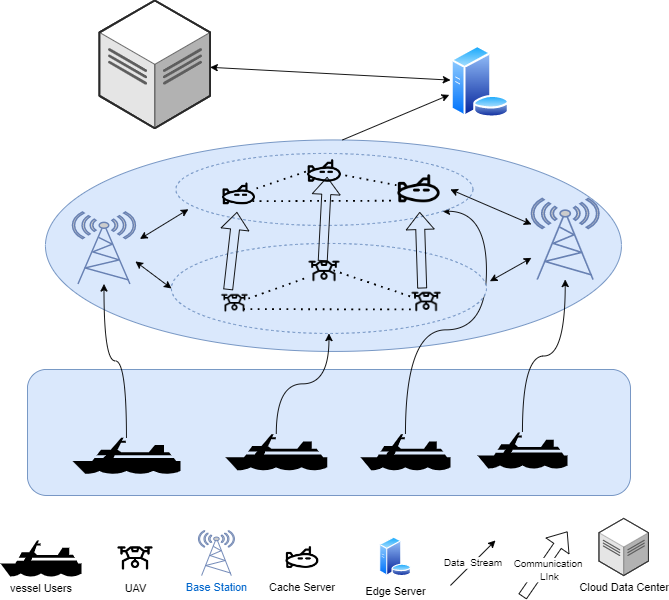 vessel Users
UAV
Base Station
Cache Server
Edge Server
Data Stream
Communication
LInk
Cloud Data Center